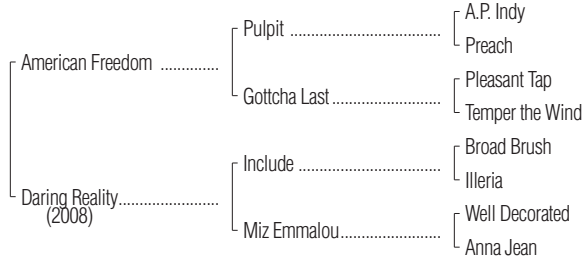 A.P. Indy
Pulpit ................................................
Preach
American Freedom ..............
Pleasant Tap
Gottcha Last..................................
Temper the Wind
Broad Brush
Include .............................................
Illeria
Daring Reality........................
(2008)
Well Decorated
Miz Emmalou................................
Anna Jean